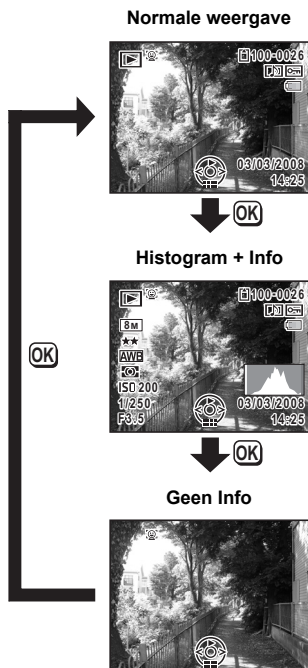 Normale weergave
100-0026
03/03/2008
14:25
OK
Histogram + Info
100-0026
8M
AWB
ISO 200
1/250
F3.5
03/03/2008
14:25
OK
OK
Geen Info